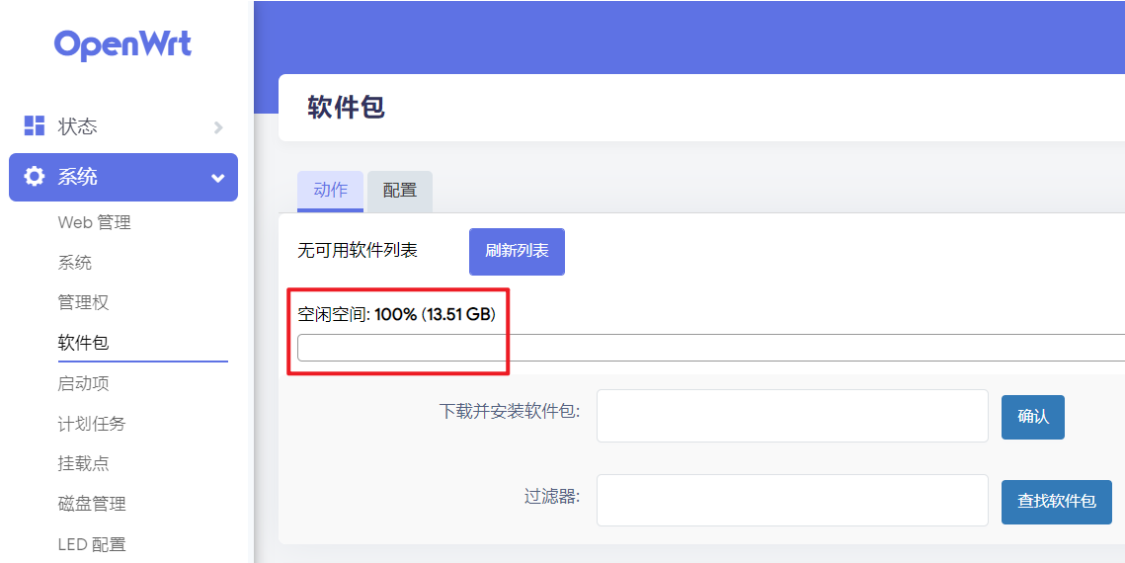 OpenWrt
状态
系统
Web 管理
系统
管理权
软件包
启动项
计划任务
挂载点
磁盘管理
LED 配置
软件包
动作 配置
无可用软件列表 刷新列表
空闲空间: 100% (13.51 GB)
下载并安装软件包: 确认
过滤器: 查找软件包